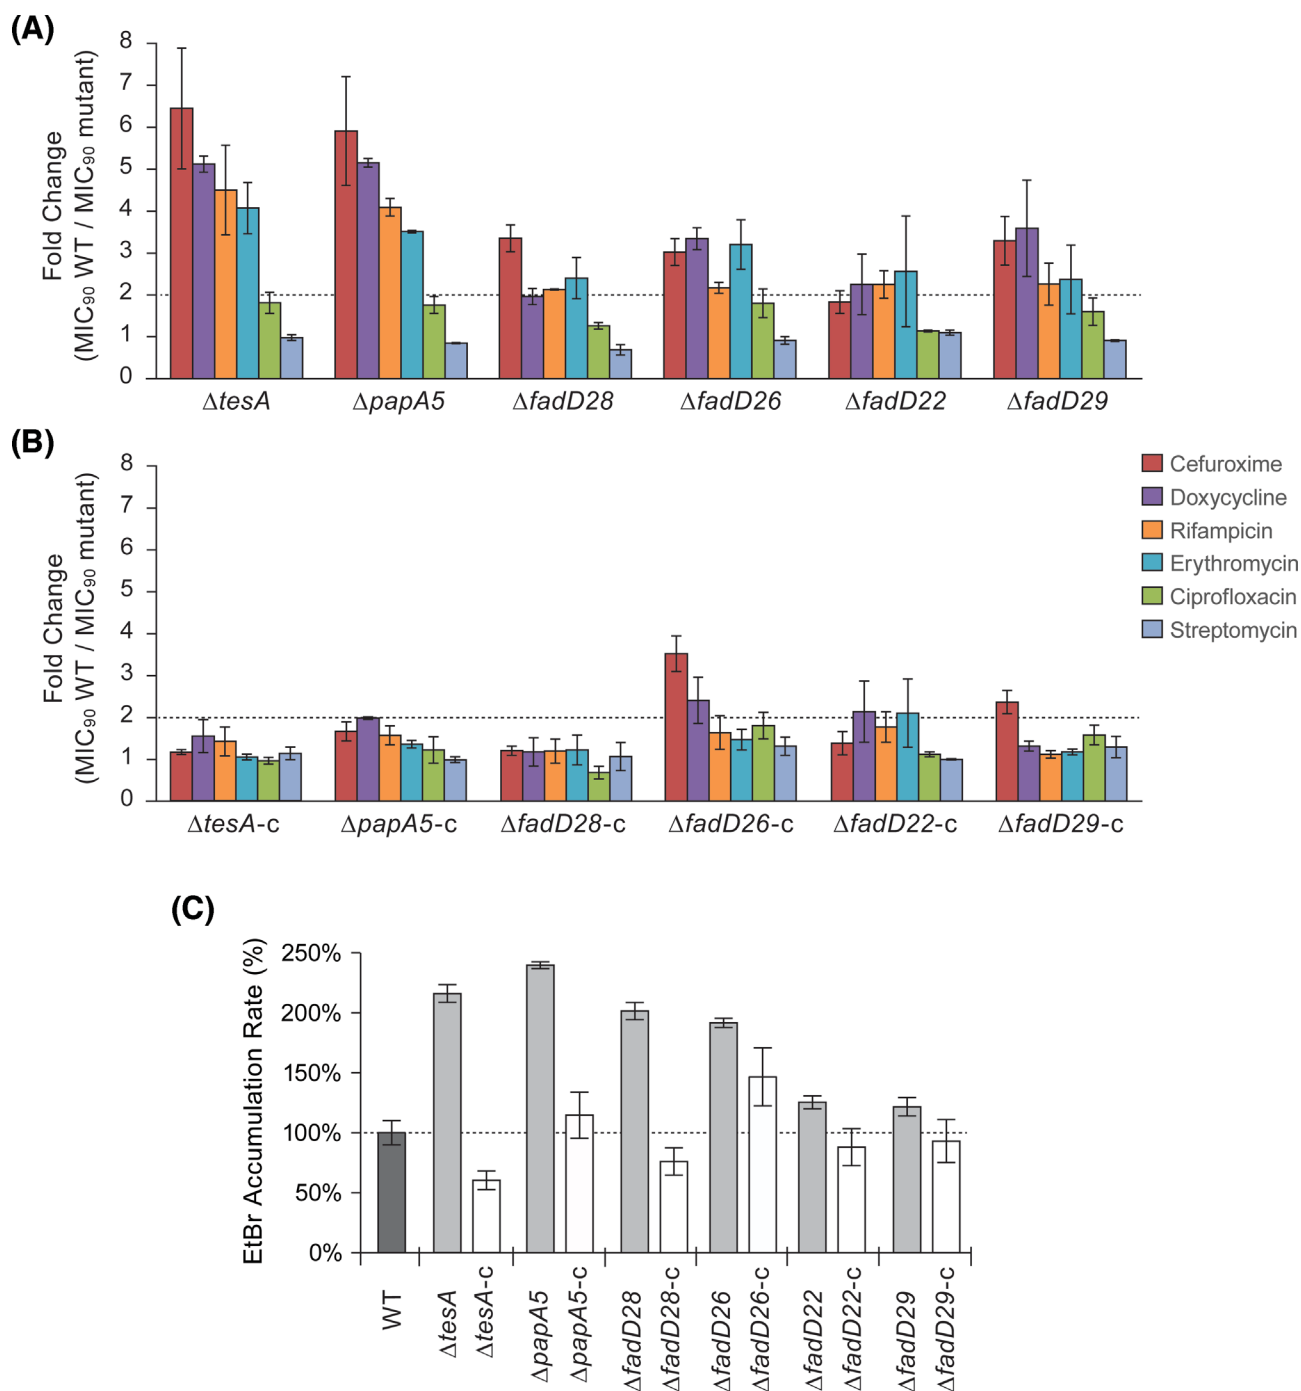 (A)
8
7
6
5
4
3
2
1
0
Fold Change
(MIC₉₀ WT / MIC₉₀ mutant)
ΔtesA ΔpapA5 ΔfadD28 ΔfadD26 ΔfadD22 ΔfadD29
(B)
8
7
6
5
4
3
2
1
0
Fold Change
(MIC₉₀ WT / MIC₉₀ mutant)
Cefuroxime
Doxycycline
Rifampicin
Erythromycin
Ciprofloxacin
Streptomycin
ΔtesA-c ΔpapA5-c ΔfadD28-c ΔfadD26-c ΔfadD22-c ΔfadD29-c
(C)
250%
200%
150%
100%
50%
0%
EtBr Accumulation Rate (%)
WT
ΔtesA
ΔtesA-c
ΔpapA5
ΔpapA5-c
ΔfadD28
ΔfadD28-c
ΔfadD26
ΔfadD26-c
ΔfadD22
ΔfadD22-c
ΔfadD29
ΔfadD29-c